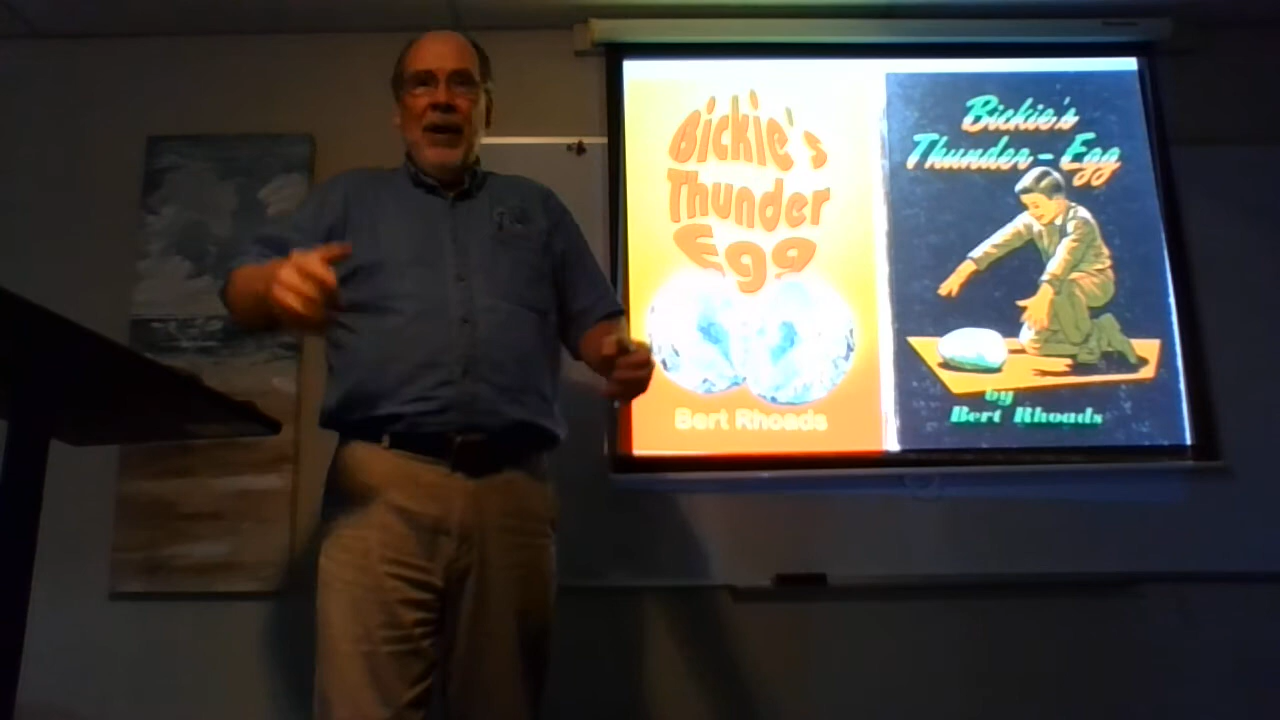 Bickie's
Thunder
Egg
Bert Rhoads
Bickie's
Thunder-Egg
by
Bert Rhoads